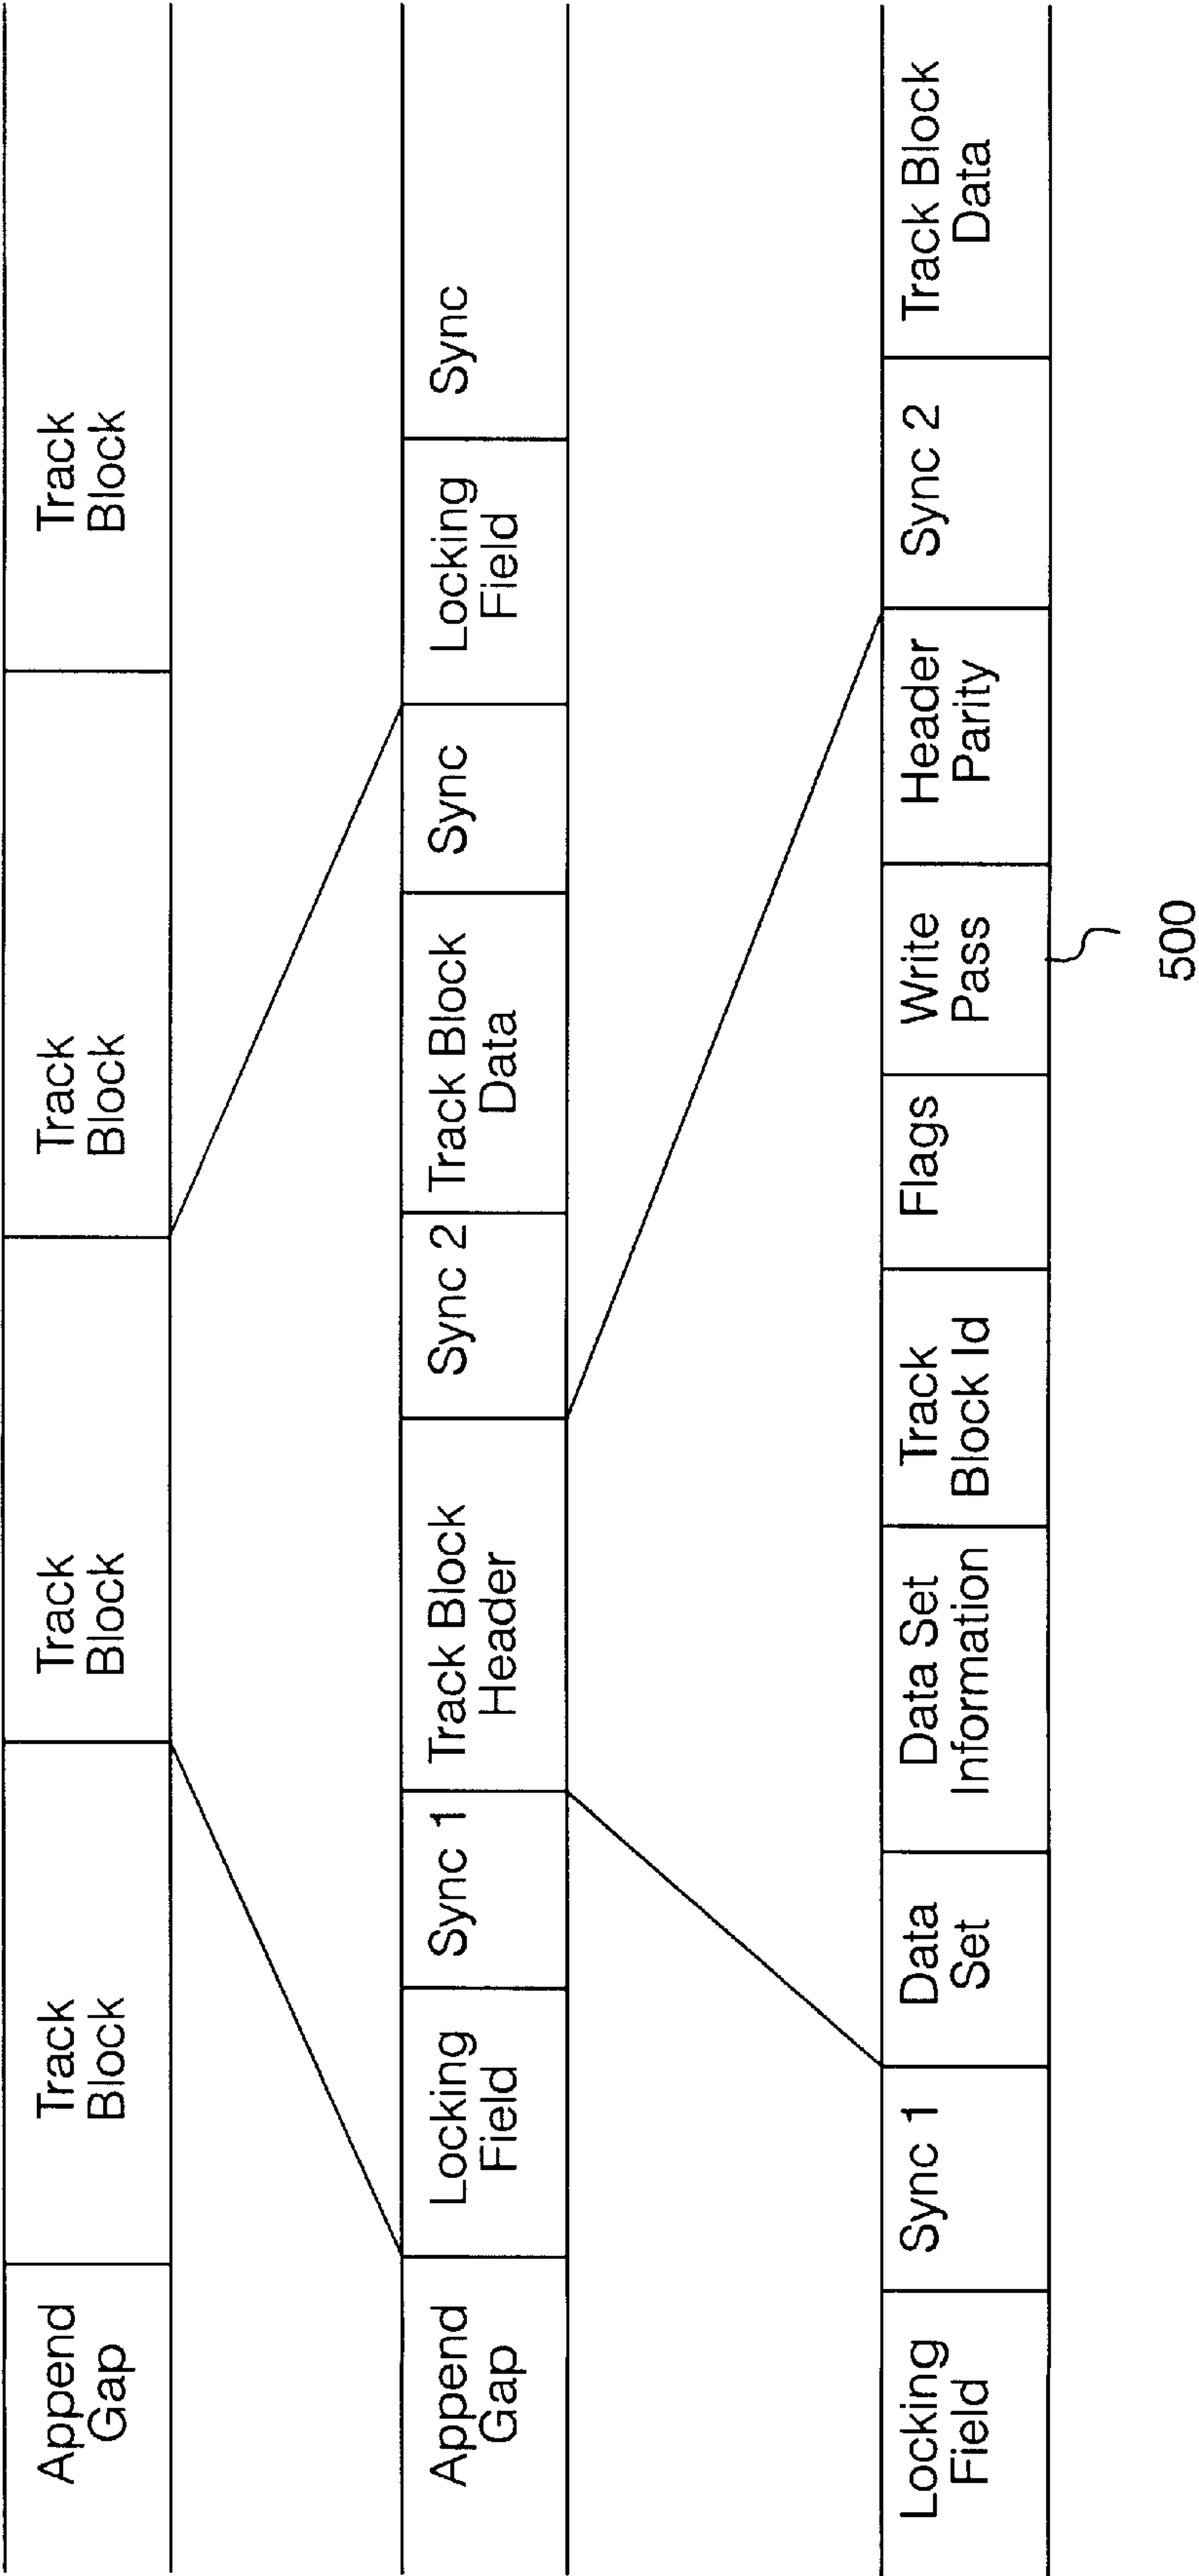 Append
Gap
Track
Block
Track
Block
Track
Block
Track
Block
Append
Gap
Locking
Field
Sync 1
Track Block
Header
Sync 2
Track Block
Data
Sync
Locking
Field
Sync
Locking
Field
Sync 1
Data
Set
Data Set
Information
Track
Block Id
Flags
Write
Pass
Header
Parity
Sync 2
Track Block
Data
500